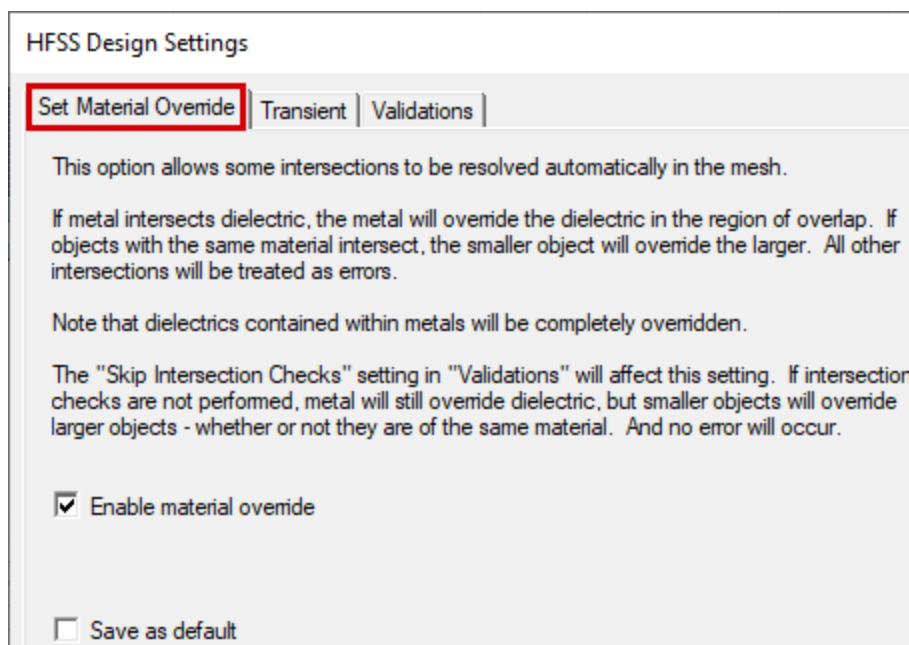 HFSS Design Settings
Set Material Override Transient Validations
This option allows some intersections to be resolved automatically in the mesh.
If metal intersects dielectric, the metal will override the dielectric in the region of overlap. If
objects with the same material intersect, the smaller object will override the larger. All other
intersections will be treated as errors.
Note that dielectrics contained within metals will be completely overridden.
The "Skip Intersection Checks" setting in "Validations" will affect this setting. If intersection
checks are not performed, metal will still override dielectric, but smaller objects will override
larger objects - whether or not they are of the same material. And no error will occur.
Enable material override
Save as default